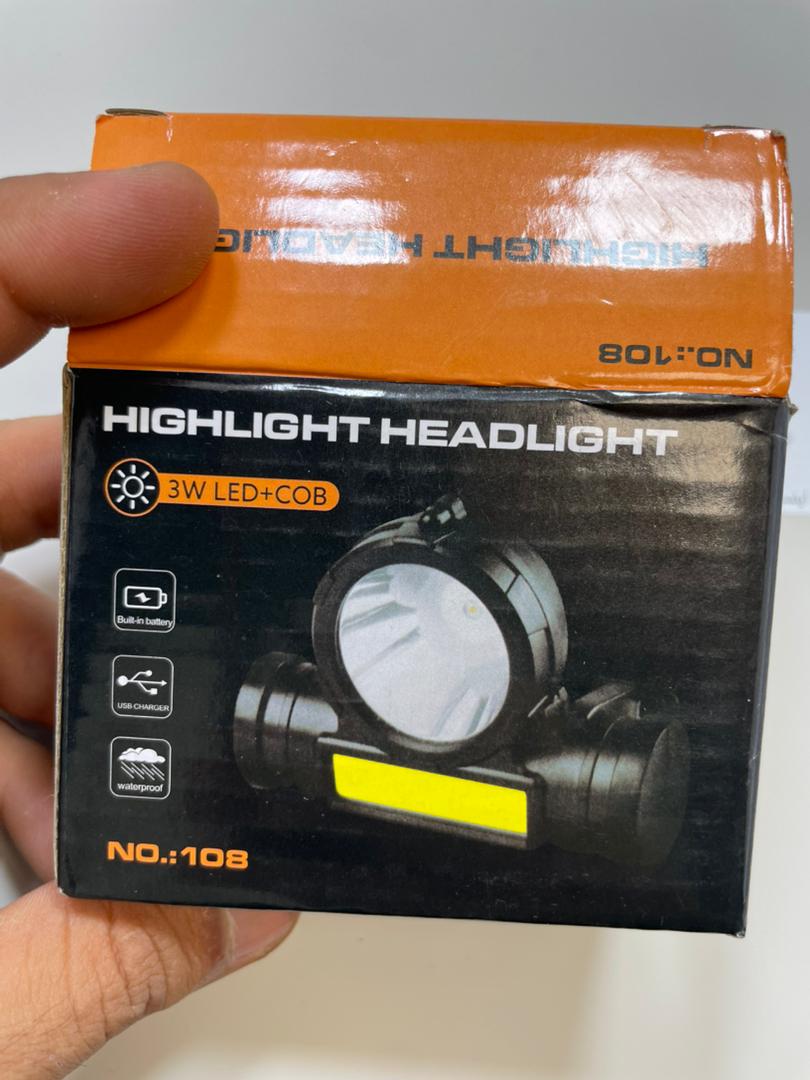 HIGHLIGHT HEADLIG
NO.:108
HIGHLIGHT HEADLIGHT
3W LED+COB
Built-in battery
USB CHARGER
waterproof
NO.:108